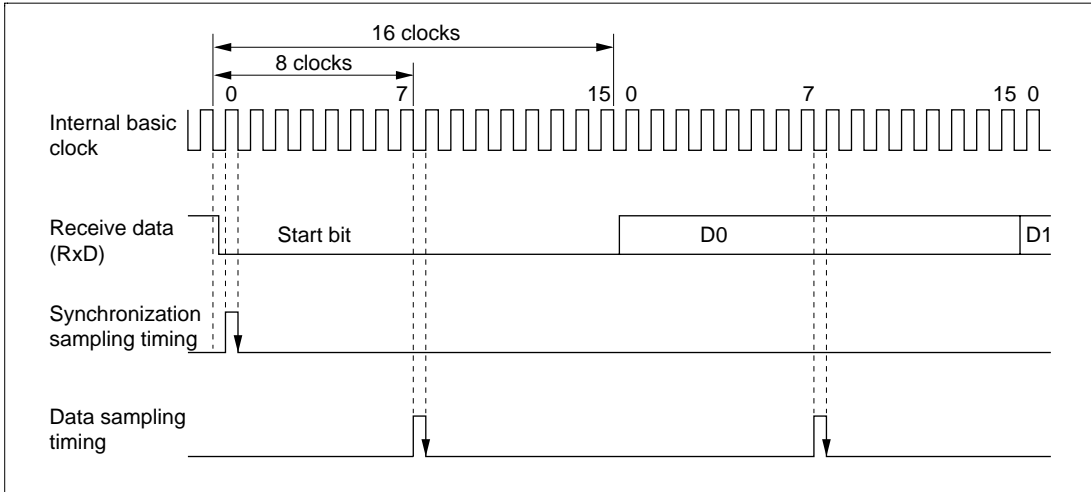 16 clocks
8 clocks
0 7 15 0 7 15 0
Internal basic
clock
Receive data
(RxD)
Start bit D0 D1
Synchronization
sampling timing
Data sampling
timing